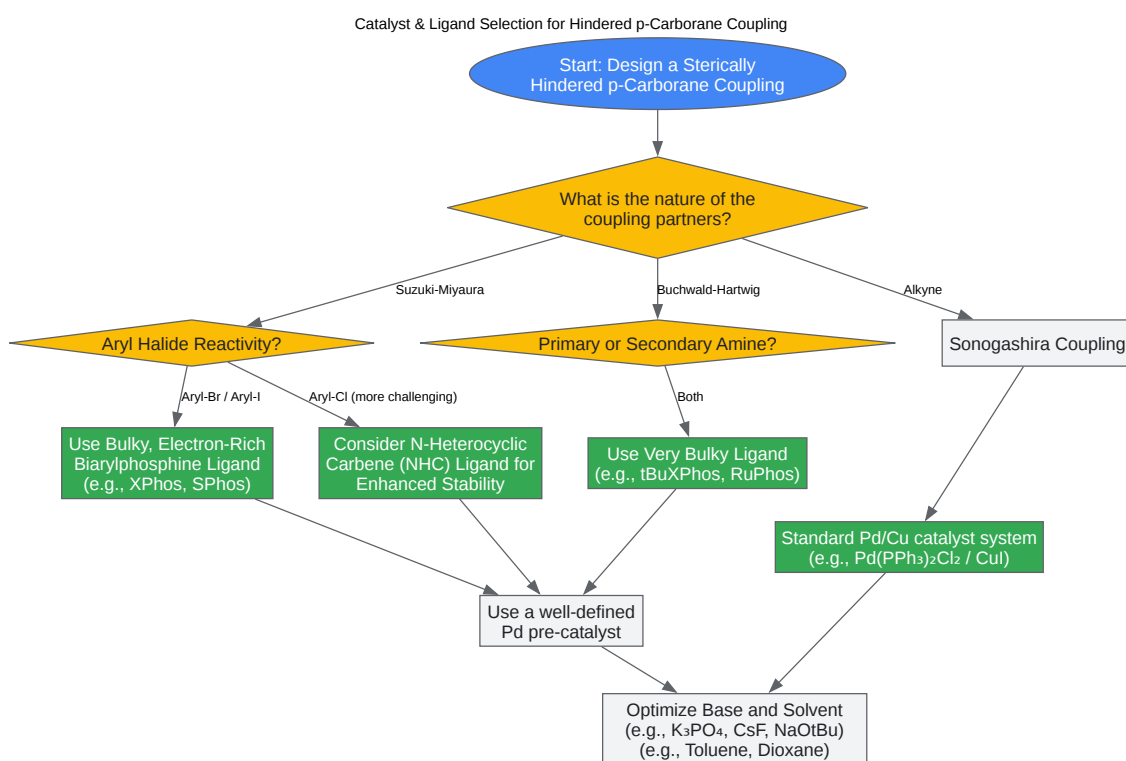 Catalyst & Ligand Selection for Hindered p-Carborane Coupling
Start: Design a Sterically
Hindered p-Carborane Coupling
What is the nature of the
coupling partners?
Suzuki-Miyaura
Buchwald-Hartwig
Alkyne
Aryl Halide Reactivity?
Primary or Secondary Amine?
Sonogashira Coupling
Aryl-Br / Aryl-I
Aryl-Cl (more challenging)
Both
Use Bulky, Electron-Rich
Biarylphosphine Ligand
(e.g., XPhos, SPhos)
Consider N-Heterocyclic
Carbene (NHC) Ligand for
Enhanced Stability
Use Very Bulky Ligand
(e.g., tBuXPhos, RuPhos)
Standard Pd/Cu catalyst system
(e.g., Pd(PPh₃)₂Cl₂ / CuI)
Use a well-defined
Pd pre-catalyst
Optimize Base and Solvent
(e.g., K₃PO₄, CsF, NaOtBu)
(e.g., Toluene, Dioxane)